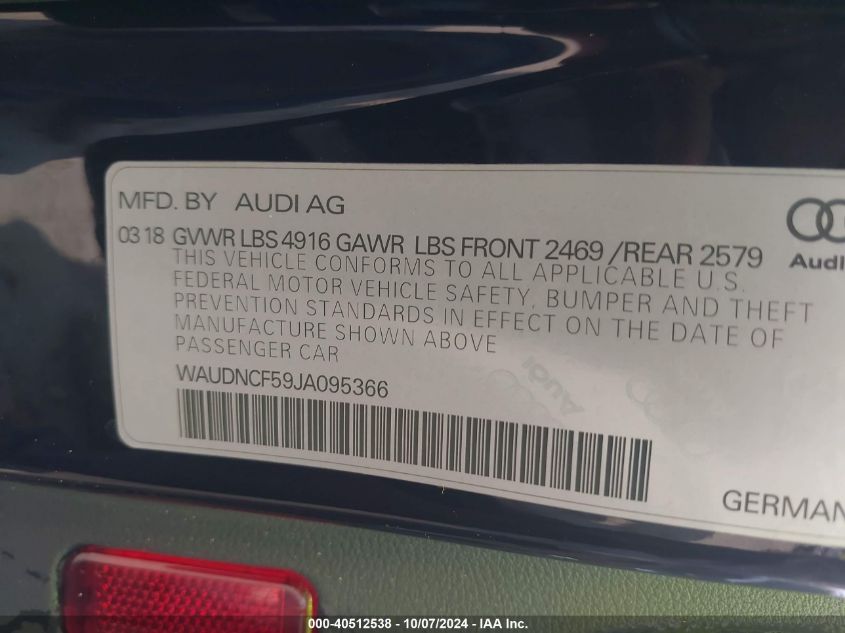 MFD. BY AUDI AG
03 18 GVWR LBS 4916 GAWR LBS FRONT 2469 /REAR 2579
THIS VEHICLE CONFORMS TO ALL APPLICABLE U.S.
FEDERAL MOTOR VEHICLE SAFETY, BUMPER AND THEFT
PREVENTION STANDARDS IN EFFECT ON THE DATE OF
MANUFACTURE SHOWN ABOVE
PASSENGER CAR
WAUDNCF59JA095366
Audi
Audi
GERMAN
000-40512538 - 10/07/2024 - IAA Inc.